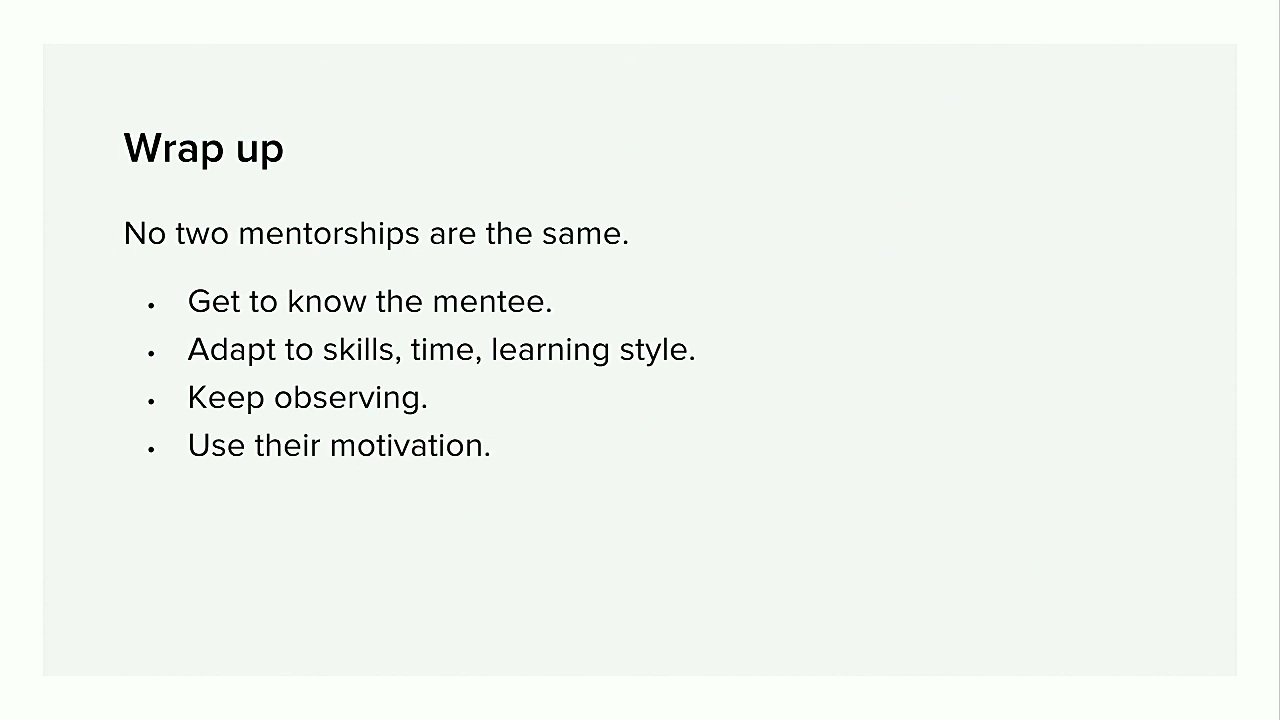 Wrap up
No two mentorships are the same.
• Get to know the mentee.
• Adapt to skills, time, learning style.
• Keep observing.
• Use their motivation.